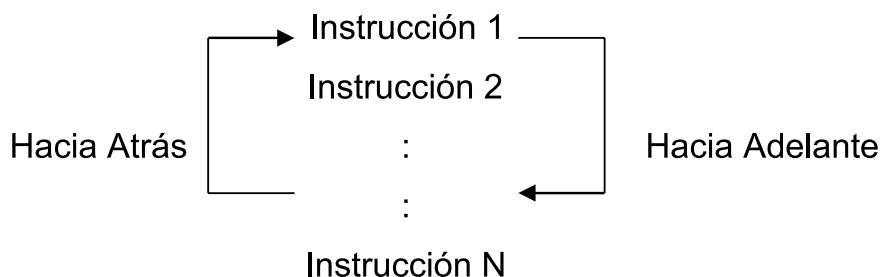 Instrucción 1
Instrucción 2
Hacia Atrás : Hacia Adelante
:
Instrucción N